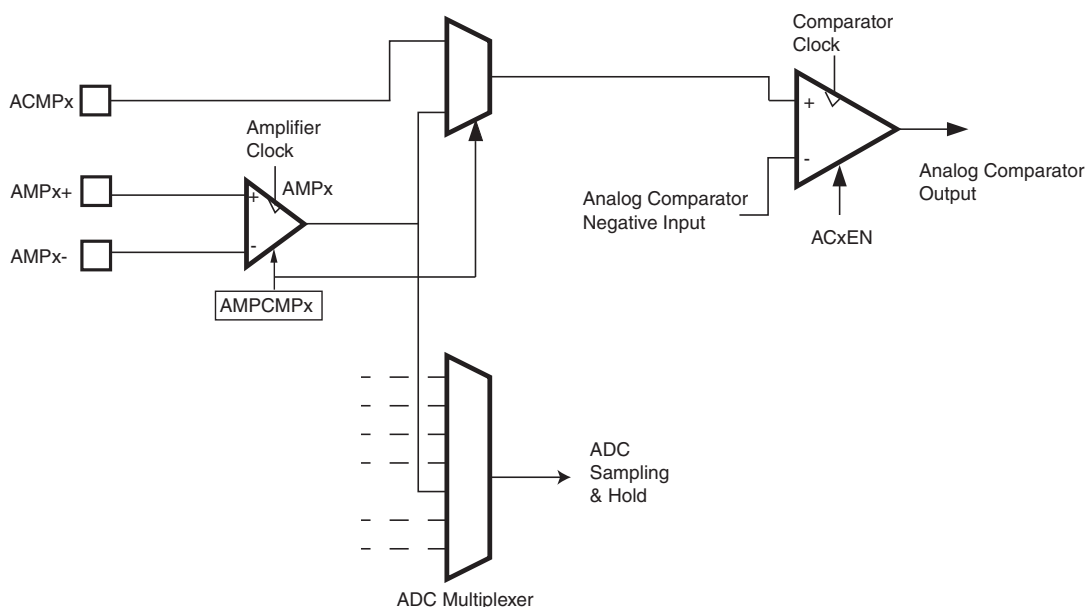 Comparator
Clock
ACMPx
+
-
Analog Comparator
Output
Amplifier
Clock
AMPx
AMPx+
+
Analog Comparator
Negative Input
ACxEN
AMPx-
-
AMPCMPx
ADC
Sampling
& Hold
ADC Multiplexer